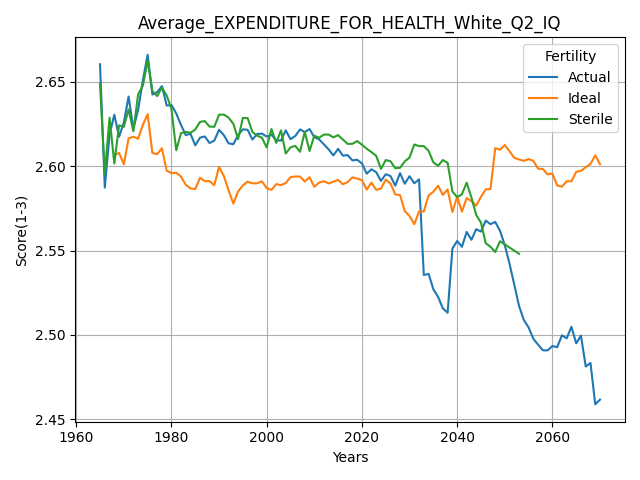 Average_EXPENDITURE_FOR_HEALTH_White_Q2_IQ
Fertility
Actual
Ideal
Sterile
Score(1-3)
2.65
2.60
2.55
2.50
2.45
1960 1980 2000 2020 2040 2060
Years